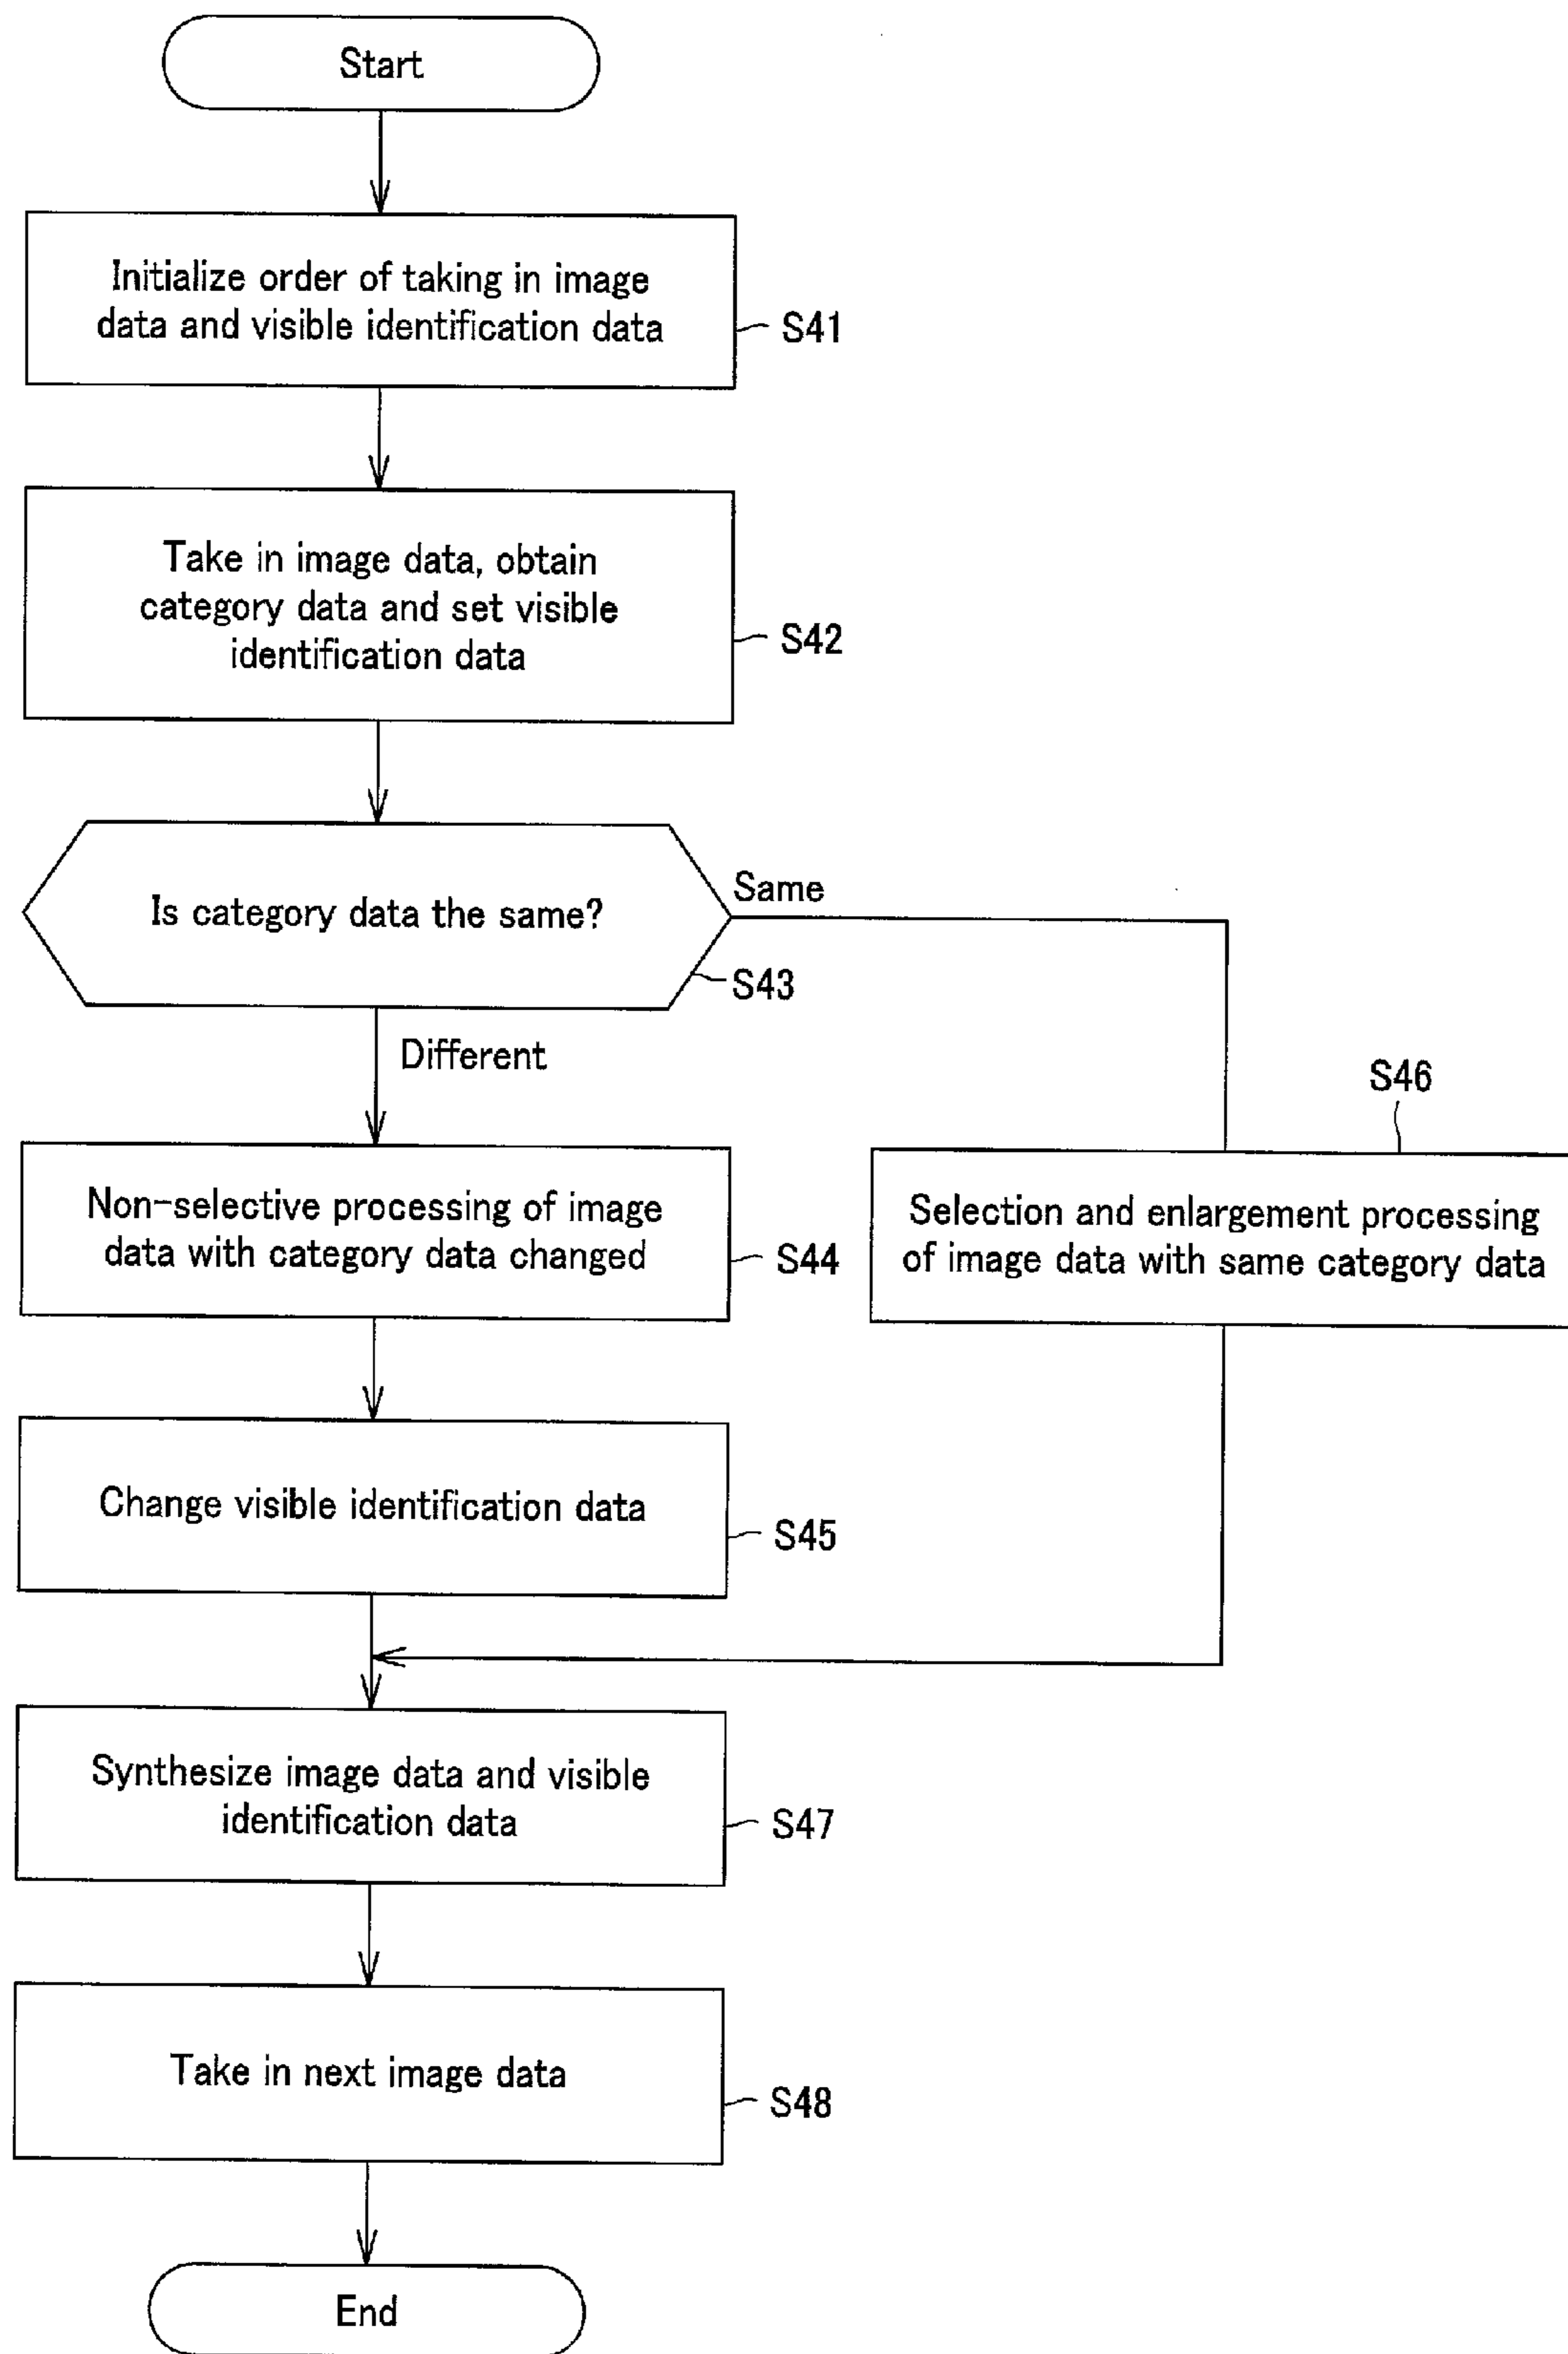 Start
Initialize order of taking in image
data and visible identification data
S41
Take in image data, obtain
category data and set visible
identification data
S42
Is category data the same?
Same
S43
Different
Non-selective processing of image
data with category data changed
S44
S46
Selection and enlargement processing
of image data with same category data
Change visible identification data
S45
Synthesize image data and visible
identification data
S47
Take in next image data
S48
End